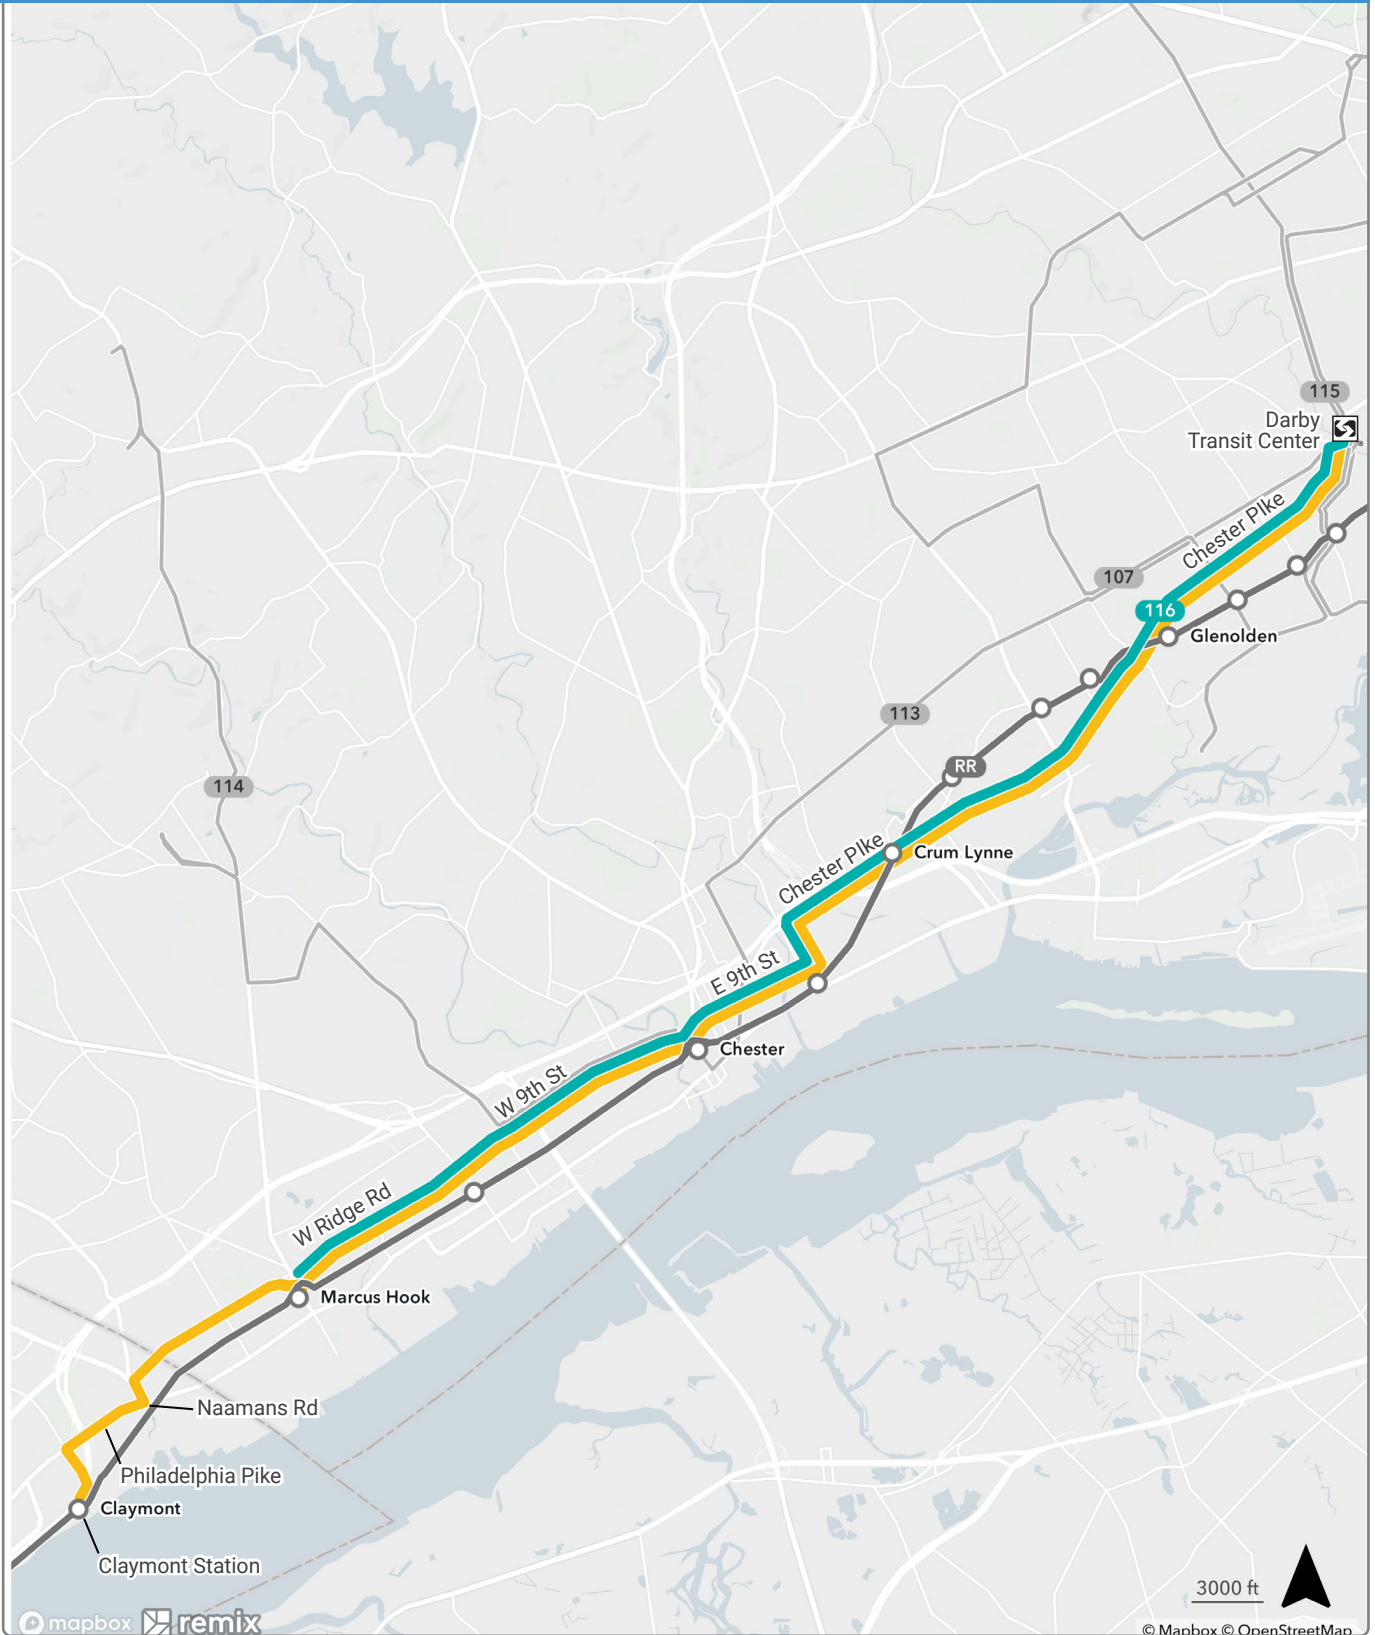 115
Darby
Transit Center
Chester PIke
107
116
Glenolden
113
RR
114
Chester PIke
Crum Lynne
E 9th St
Chester
W 9th St
W Ridge Rd
Marcus Hook
Naamans Rd
Philadelphia Pike
Claymont
Claymont Station
3000 ft
mapbox remix
© Mapbox © OpenStreetMap